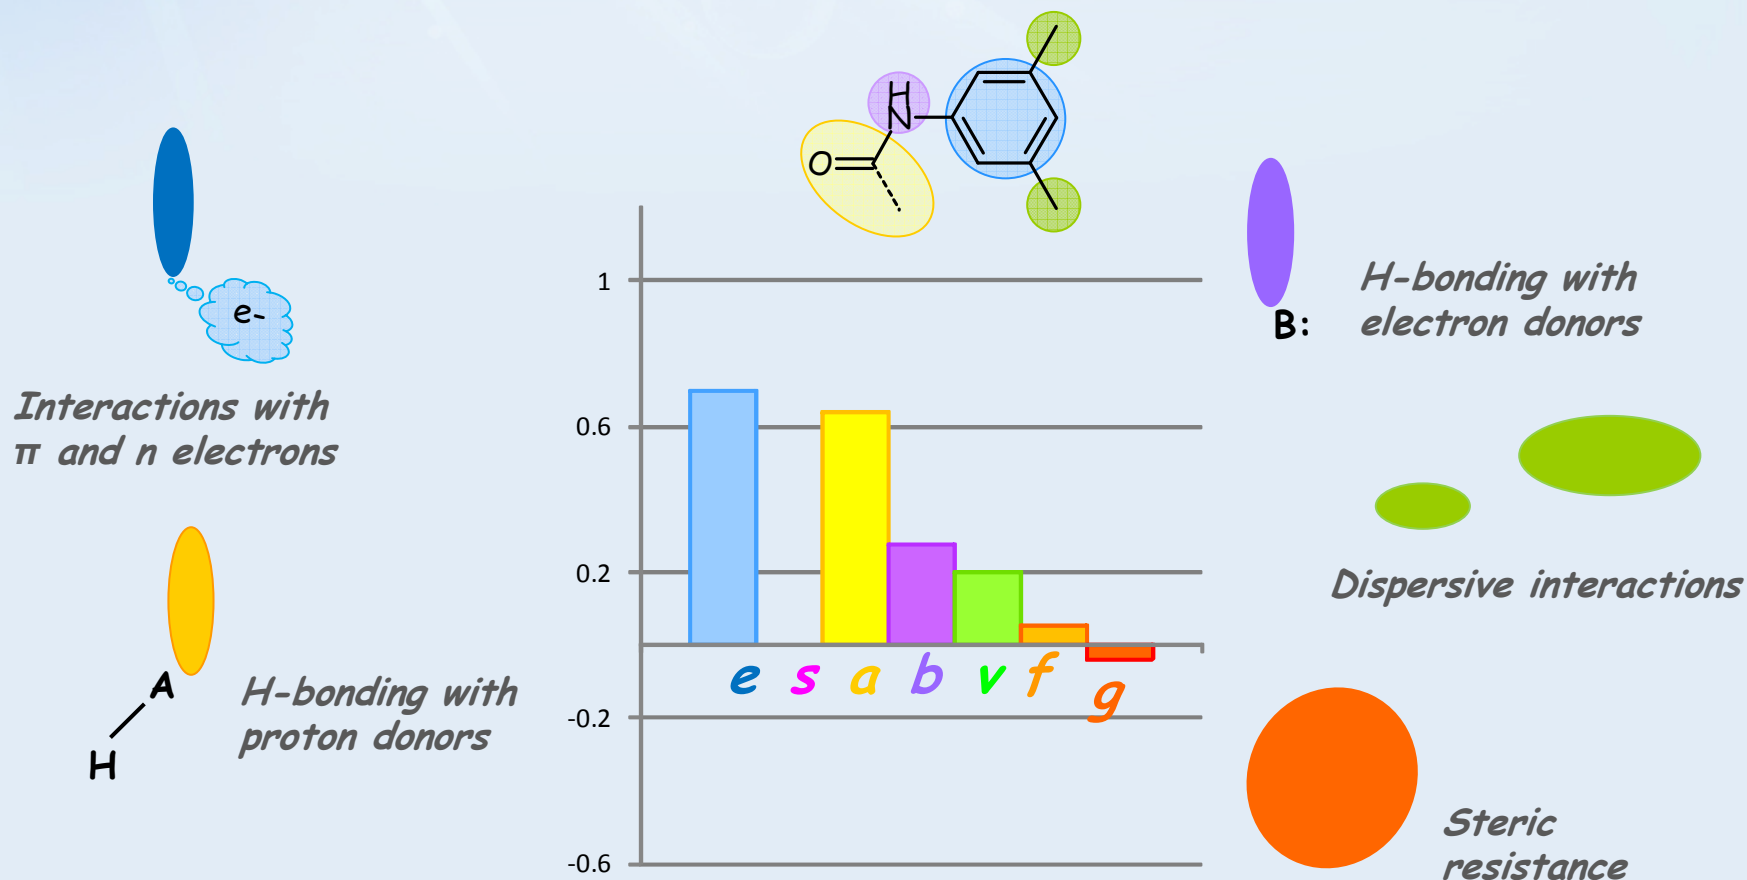 H
N
O
e-
Interactions with
π and n electrons
A
H
H-bonding with
proton donors
1
0.6
0.2
-0.2
-0.6
e s a b v f g
B:
H-bonding with
electron donors
Dispersive interactions
Steric
resistance